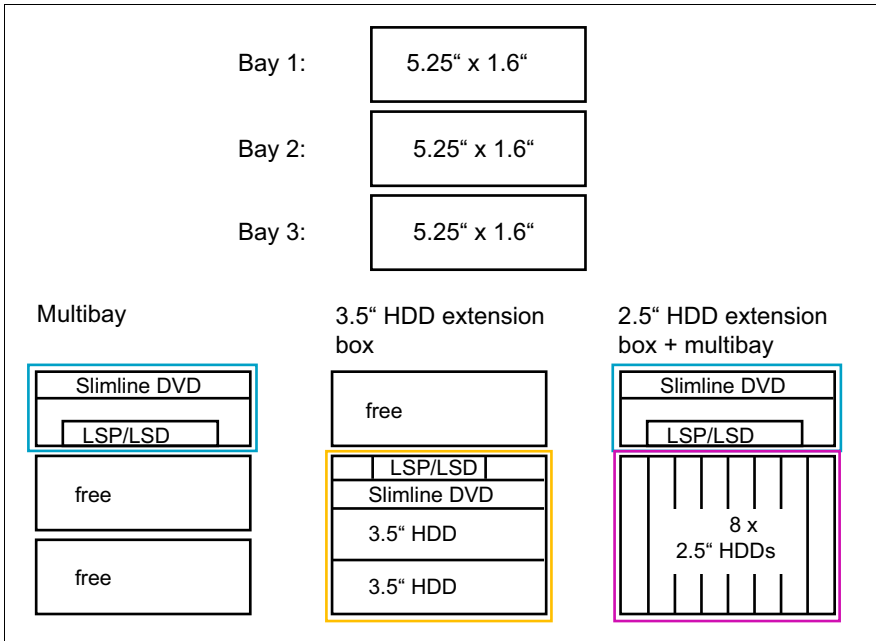 Bay 1:
5.25“ x 1.6“
Bay 2:
5.25“ x 1.6“
Bay 3:
5.25“ x 1.6“
Multibay
Slimline DVD
LSP/LSD
free
free
3.5“ HDD extension
box
free
LSP/LSD
Slimline DVD
3.5“ HDD
3.5“ HDD
2.5“ HDD extension
box + multibay
Slimline DVD
LSP/LSD
8 x
2.5“ HDDs